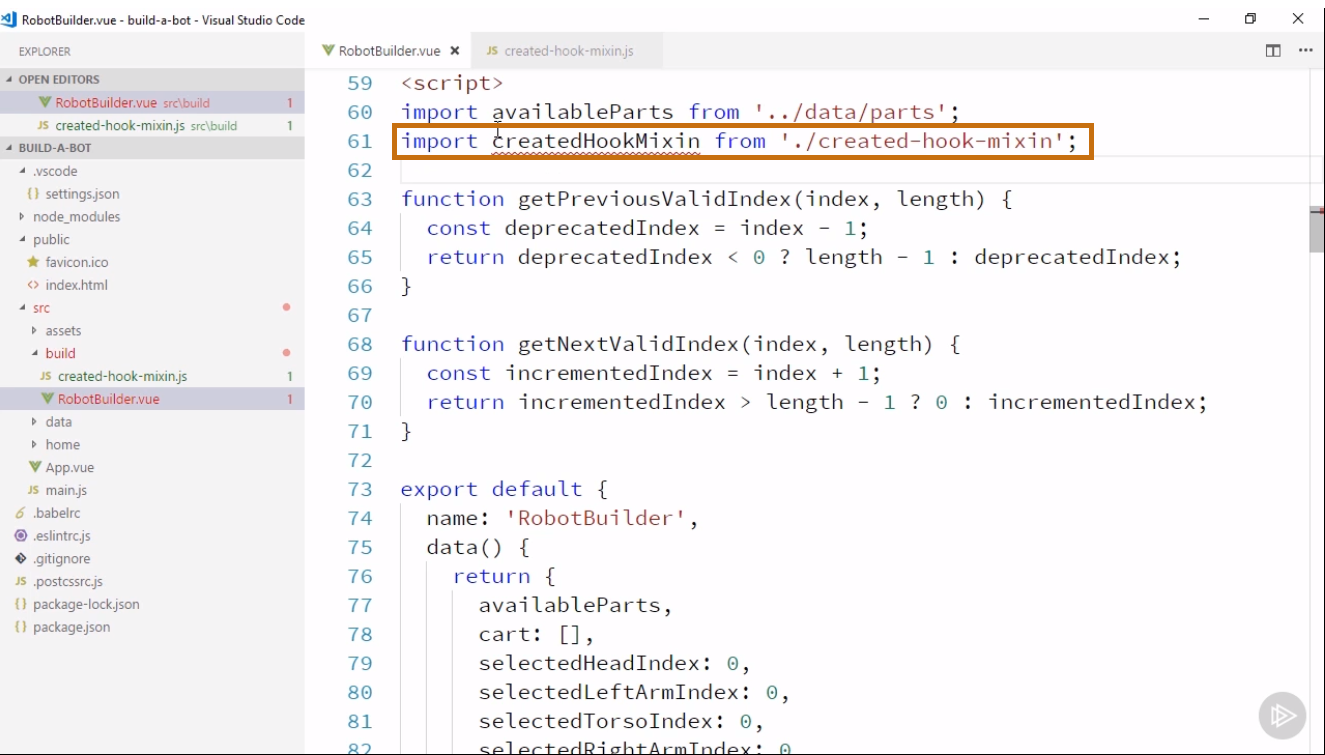 RobotBuilder.vue - build-a-bot - Visual Studio Code
EXPLORER
OPEN EDITORS
RobotBuilder.vue src\build 1
created-hook-mixin.js src\build 1
BUILD-A-BOT
.vscode
{} settings.json
node_modules
public
favicon.ico
<> index.html
src
assets
build
JS created-hook-mixin.js 1
RobotBuilder.vue 1
data
home
App.vue
JS main.js
.babelrc
.eslintrc.js
.gitignore
JS .postcssrc.js
{} package-lock.json
{} package.json
RobotBuilder.vue
JS created-hook-mixin.js
59 <script>
60 import availableParts from '../data/parts';
61 import createdHookMixin from './created-hook-mixin';
62
63 function getPreviousValidIndex(index, length) {
64 const deprecatedIndex = index - 1;
65 return deprecatedIndex < 0 ? length - 1 : deprecatedIndex;
66 }
67
68 function getNextValidIndex(index, length) {
69 const incrementedIndex = index + 1;
70 return incrementedIndex > length - 1 ? 0 : incrementedIndex;
71 }
72
73 export default {
74 name: 'RobotBuilder',
75 data() {
76 return {
77 availableParts,
78 cart: [],
79 selectedHeadIndex: 0,
80 selectedLeftArmIndex: 0,
81 selectedTorsoIndex: 0,
82 selectedRightArmIndex: 0